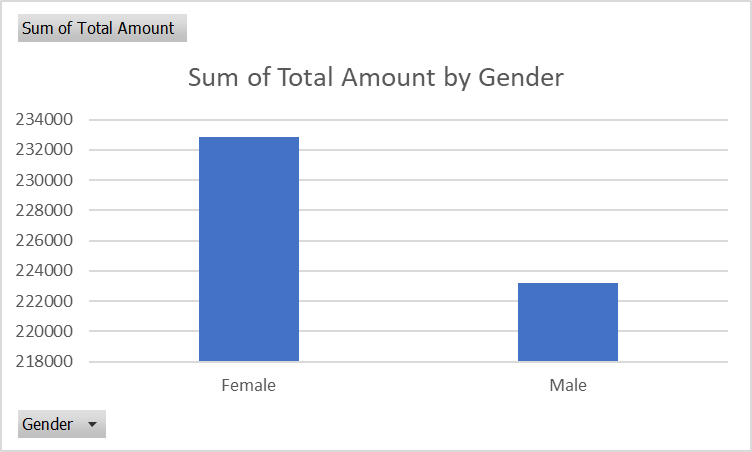 Sum of Total Amount
Sum of Total Amount by Gender
234000
232000
230000
228000
226000
224000
222000
220000
218000
Female Male
Gender